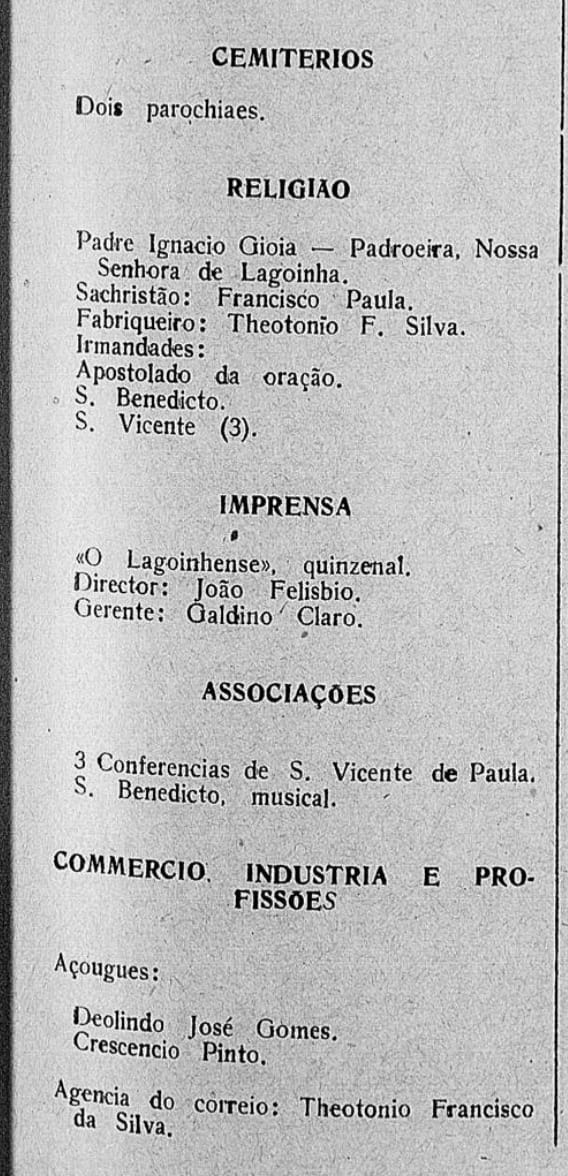 CEMITERIOS
Dois parochiaes.
RELIGIÃO
Padre Ignacio Gioia — Padroeira, Nossa
Senhora de Lagoinha.
Sachristão: Francisco Paula.
Fabriqueiro: Theotonio F. Silva.
Irmandades:
Apostolado da oração.
S. Benedicto.
S. Vicente (3).
IMPRENSA
«O Lagoinhense», quinzenal.
Director: João Felisbio.
Gerente: Galdino Claro.
ASSOCIAÇÕES
3 Conferencias de S. Vicente de Paula.
S. Benedicto, musical.
COMMERCIO, INDUSTRIA E PRO-
FISSÕES
Açougues:
Deolindo José Gomes.
Crescencio Pinto.
Agencia do correio: Theotonio Francisco
da Silva.